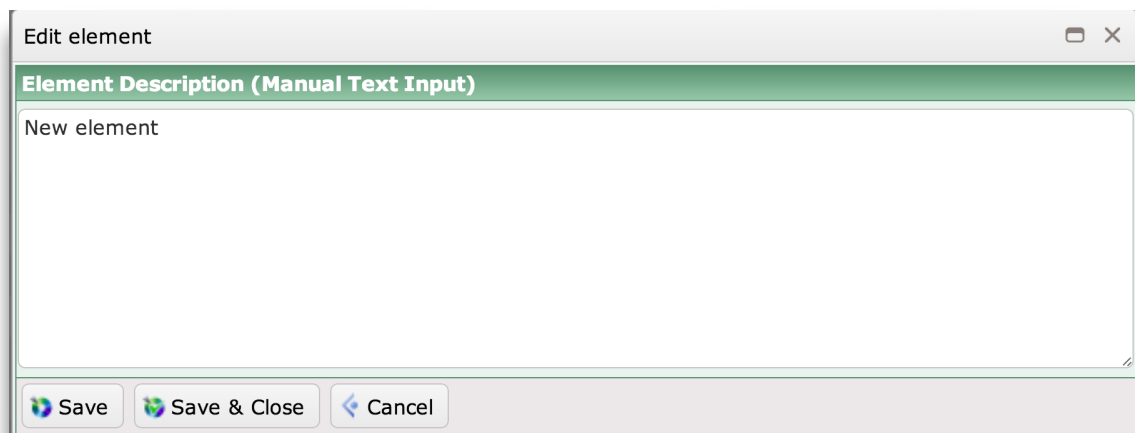 Edit element
Element Description (Manual Text Input)
New element
Save Save & Close Cancel